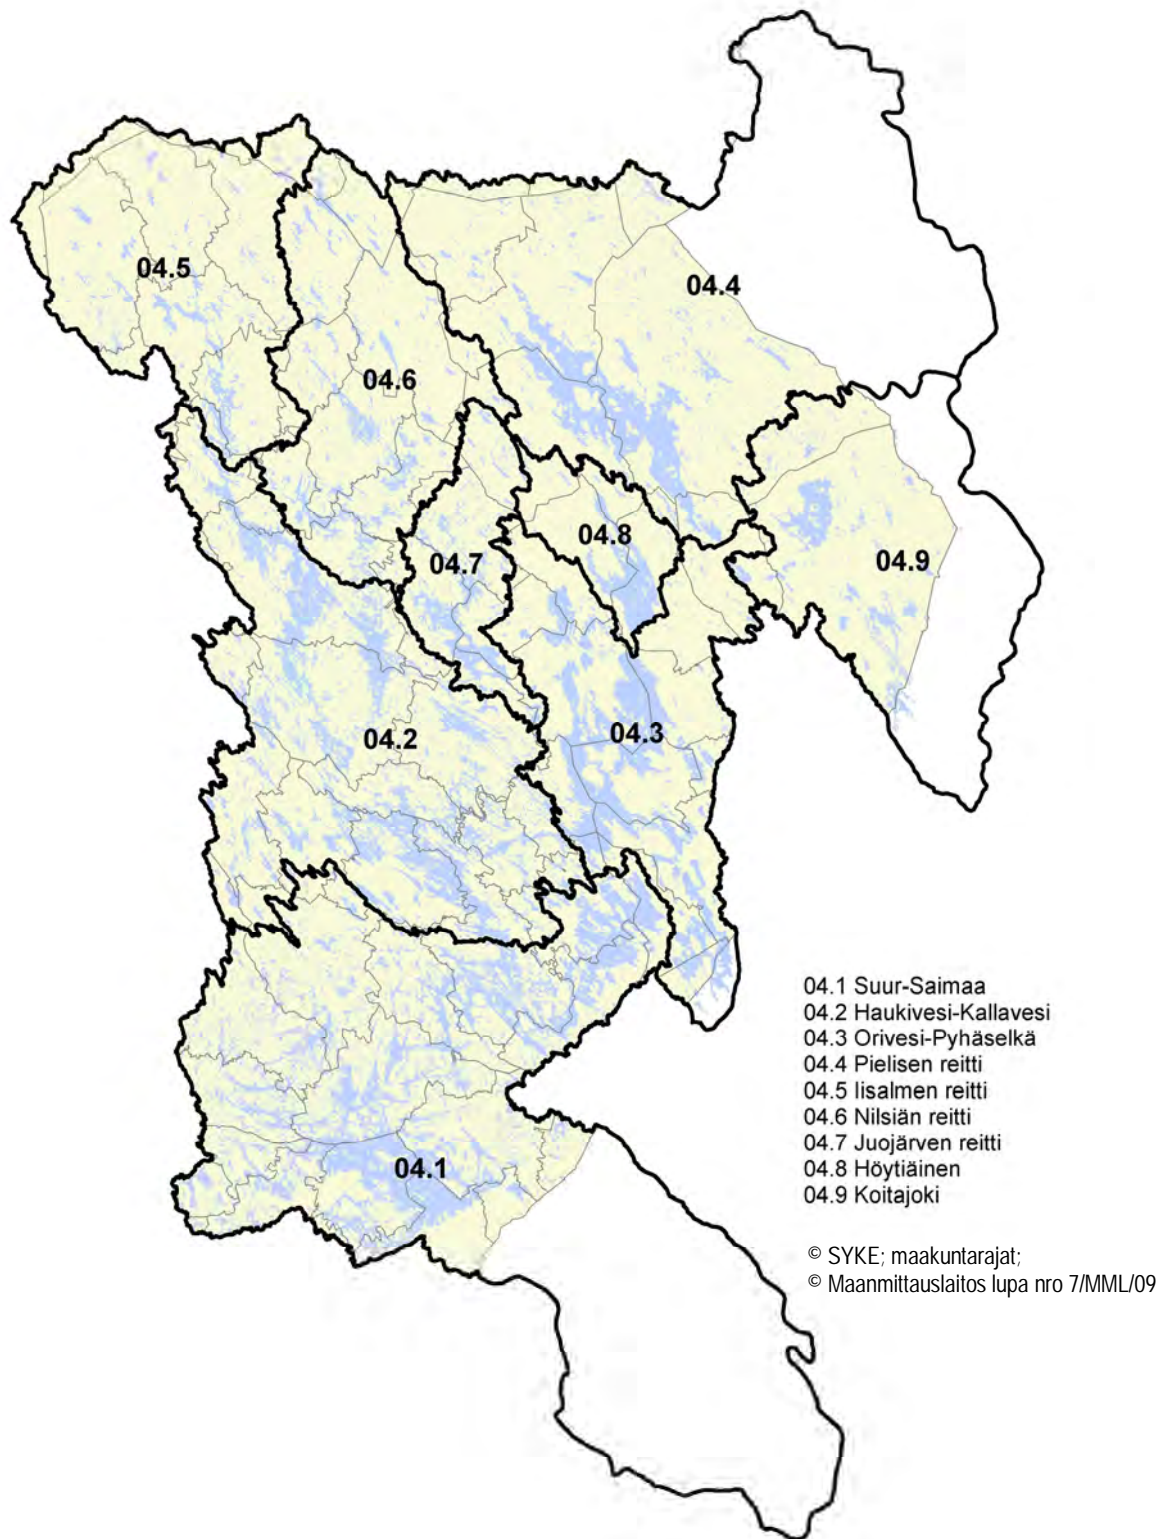 04.5
04.4
04.6
04.8
04.7
04.9
04.3
04.2
04.1
04.1 Suur-Saimaa
04.2 Haukivesi-Kallavesi
04.3 Orivesi-Pyhäselkä
04.4 Pielisen reitti
04.5 Iisalmen reitti
04.6 Nilsiän reitti
04.7 Juojärven reitti
04.8 Höytiäinen
04.9 Koitajoki
© SYKE; maakuntarajat;
© Maanmittauslaitos lupa nro 7/MML/09